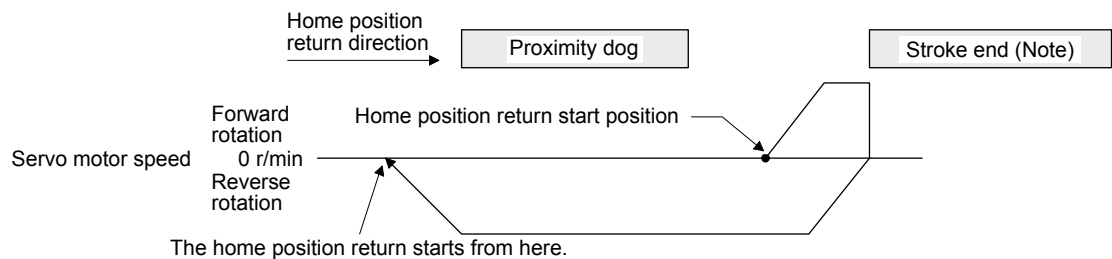 Home position
return direction
Proximity dog
Stroke end (Note)
Forward
rotation
Home position return start position
Servo motor speed
0 r/min
Reverse
rotation
The home position return starts from here.